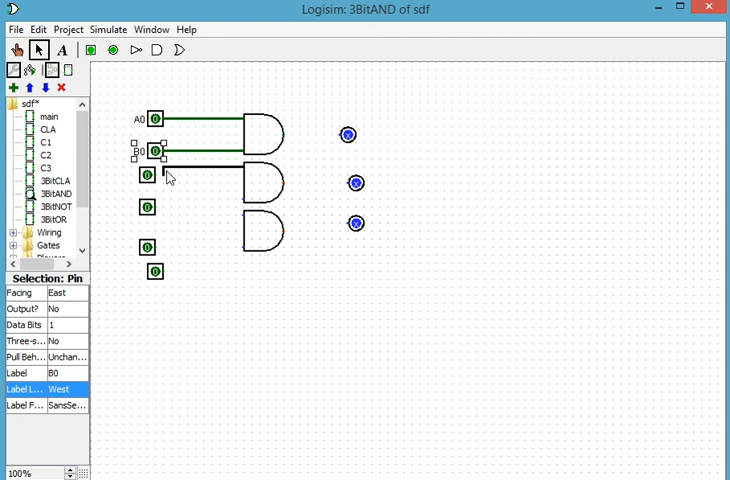 Logisim: 3BitAND of sdf
File Edit Project Simulate Window Help
A
sdf*
main
CLA
C1
C2
C3
3BitCLA
3BitAND
3BitNOT
3BitOR
Wiring
Gates
Selection: Pin
Facing East
Output? No
Data Bits 1
Three-s... No
Pull Beh... Unchan...
Label B0
Label L... West
Label F... SansSe...
100%
A0 0
B0 0
0
0
0
0
x
x
x